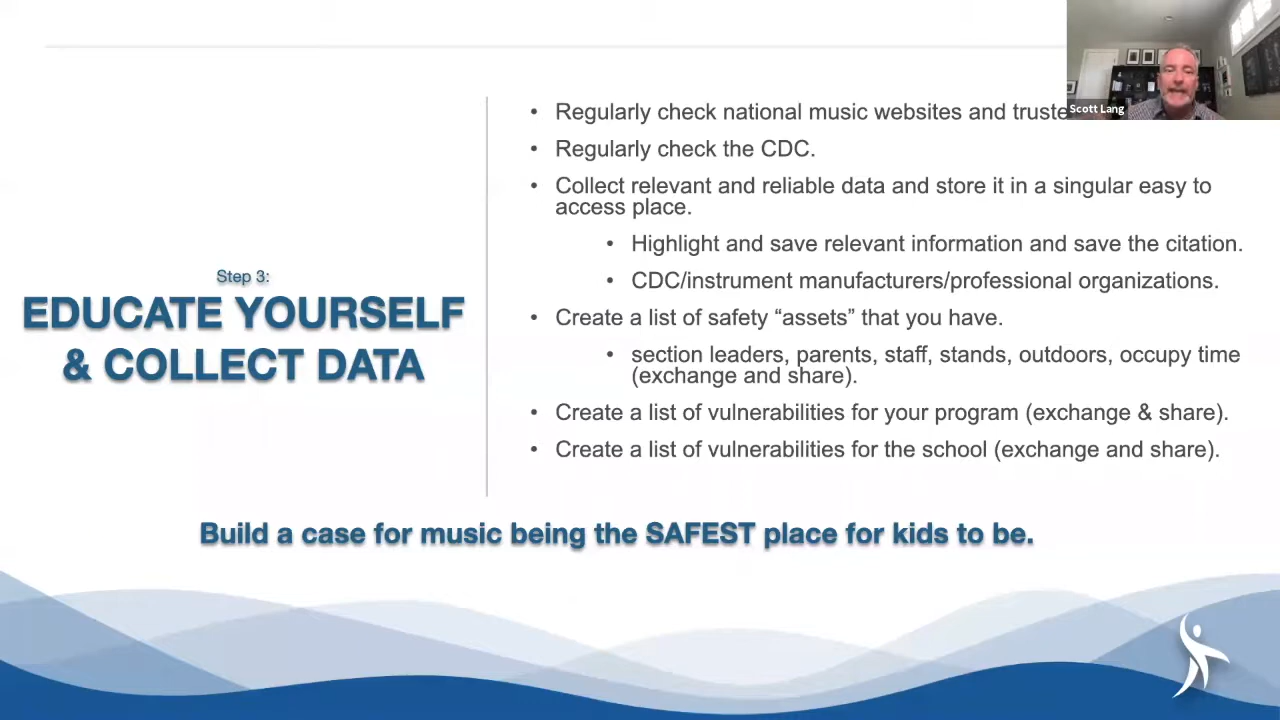 Scott Lang
Step 3:
EDUCATE YOURSELF
& COLLECT DATA
• Regularly check national music websites and
• Regularly check the CDC.
• Collect relevant and reliable data and store it in a singular easy to
access place.
• Highlight and save relevant information and save the citation.
• CDC/instrument manufacturers/professional organizations.
• Create a list of safety “assets” that you have.
• section leaders, parents, staff, stands, outdoors, occupy time
(exchange and share).
• Create a list of vulnerabilities for your program (exchange & share).
• Create a list of vulnerabilities for the school (exchange and share).
Build a case for music being the SAFEST place for kids to be.